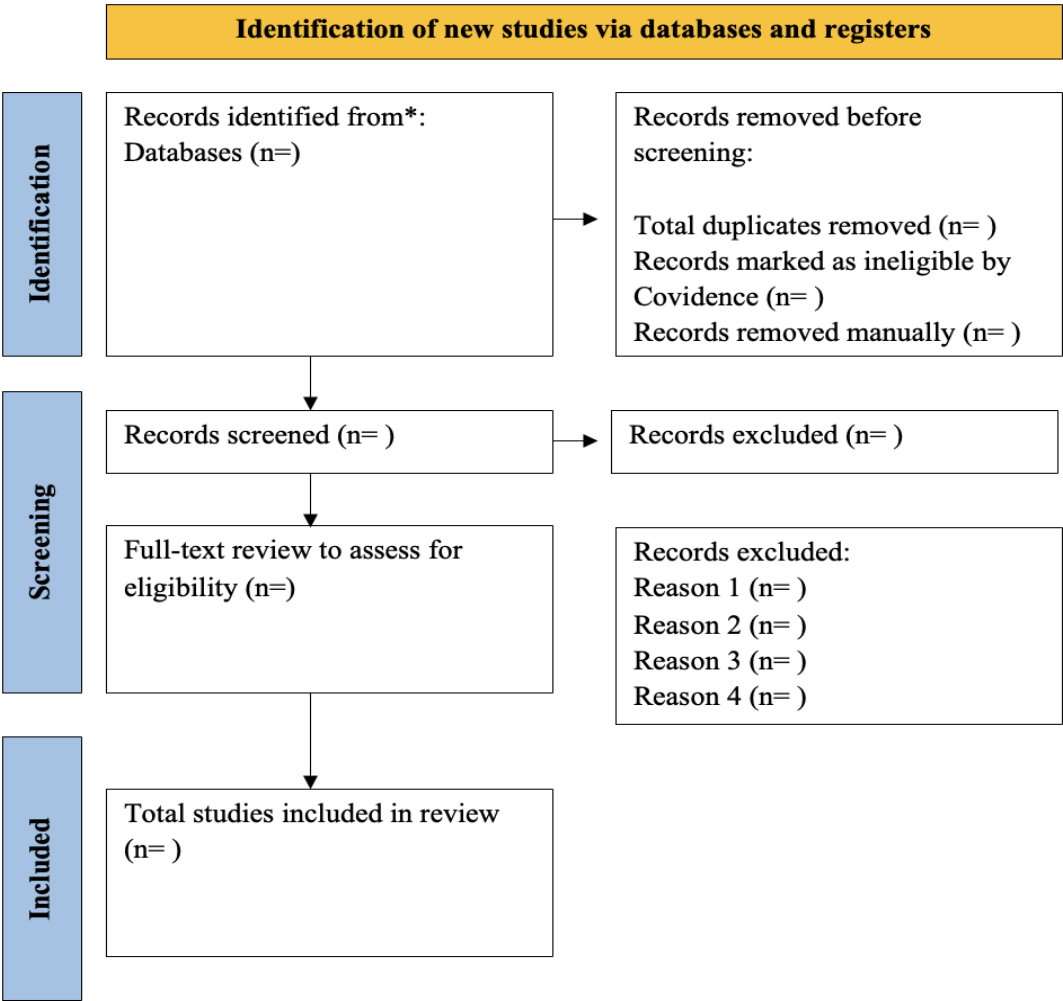 Identification of new studies via databases and registers
Identification
Records identified from*:
Databases (n=)
Records removed before
screening:
Total duplicates removed (n= )
Records marked as ineligible by
Covidence (n= )
Records removed manually (n= )
Screening
Records screened (n= )
Records excluded (n= )
Full-text review to assess for
eligibility (n=)
Records excluded:
Reason 1 (n= )
Reason 2 (n= )
Reason 3 (n= )
Reason 4 (n= )
Included
Total studies included in review
(n= )